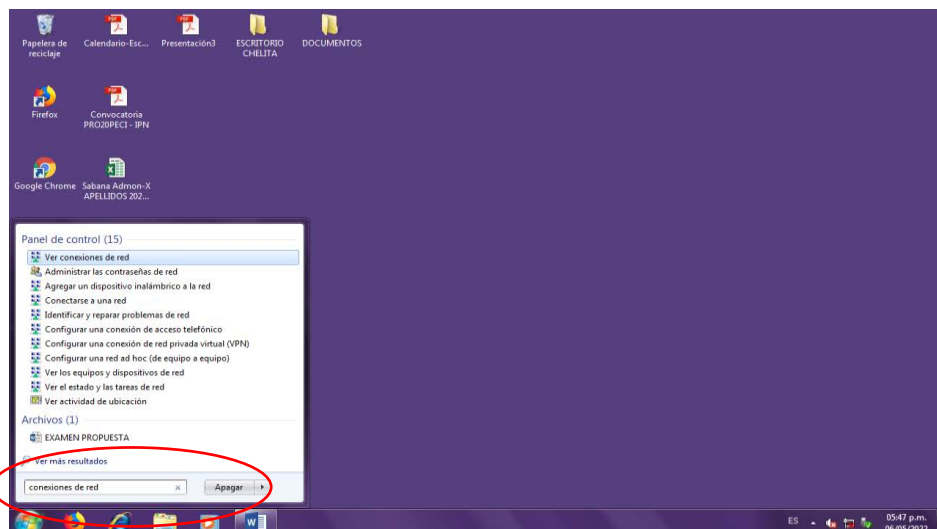 Papelera de reciclaje
Calendario-Esc...
Presentación3
ESCRITORIO CHELITA
DOCUMENTOS
Firefox
Convocatoria
PRO20PECI - IPN
Google Chrome
Sabana Admon-X
APELLIDOS 202...
Panel de control (15)
Ver conexiones de red
Administrar las contraseñas de red
Agregar un dispositivo inalámbrico a la red
Conectarse a una red
Identificar y reparar problemas de red
Configurar una conexión de acceso telefónico
Configurar una conexión de red privada virtual (VPN)
Configurar una red ad hoc (de equipo a equipo)
Ver los equipos y dispositivos de red
Ver el estado y las tareas de red
Ver actividad de ubicación
Archivos (1)
EXAMEN PROPUESTA
Ver más resultados
conexiones de red
Apagar
ES
05:47 p.m.
06/05/2022